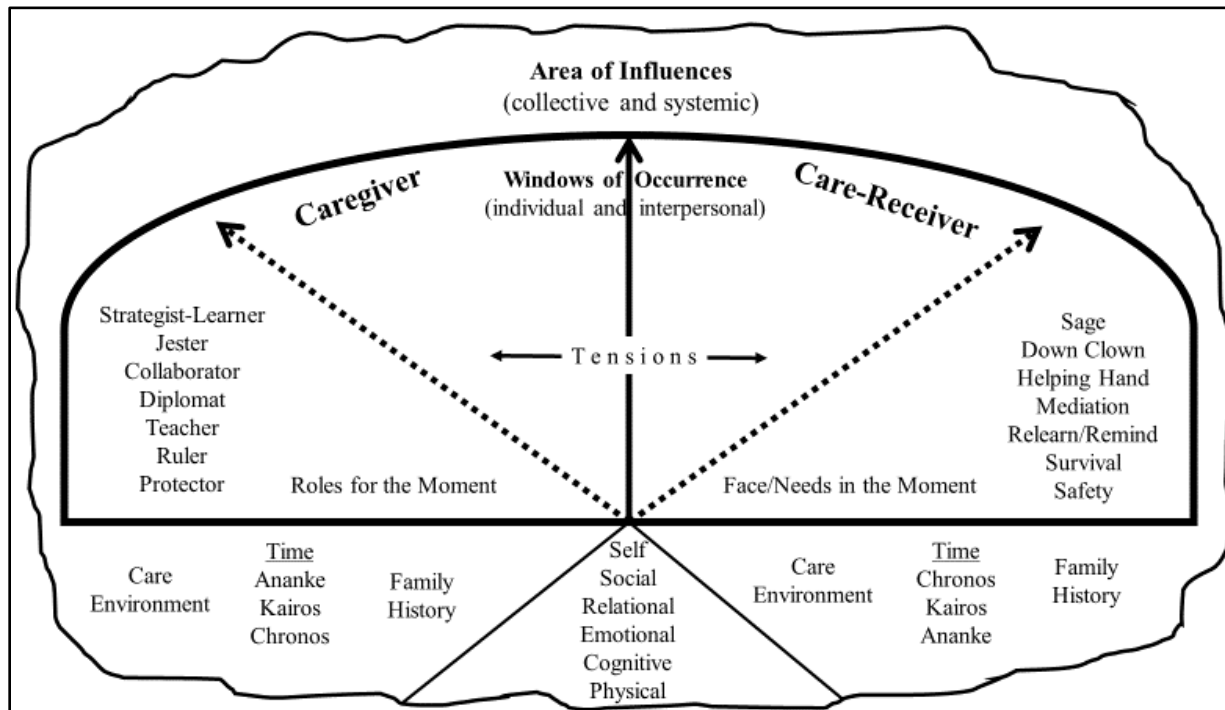 Area of Influences
(collective and systemic)
Caregiver
Windows of Occurrence
(individual and interpersonal)
Care-Receiver
Strategist-Learner
Jester
Collaborator
Diplomat
Teacher
Ruler
Protector
Roles for the Moment
Tensions
Sage
Down Clown
Helping Hand
Mediation
Relearn/Remind
Survival
Safety
Face/Needs in the Moment
Care
Environment
Time
Ananke
Kairos
Chronos
Family
History
Self
Social
Relational
Emotional
Cognitive
Physical
Care
Environment
Time
Chronos
Kairos
Ananke
Family
History